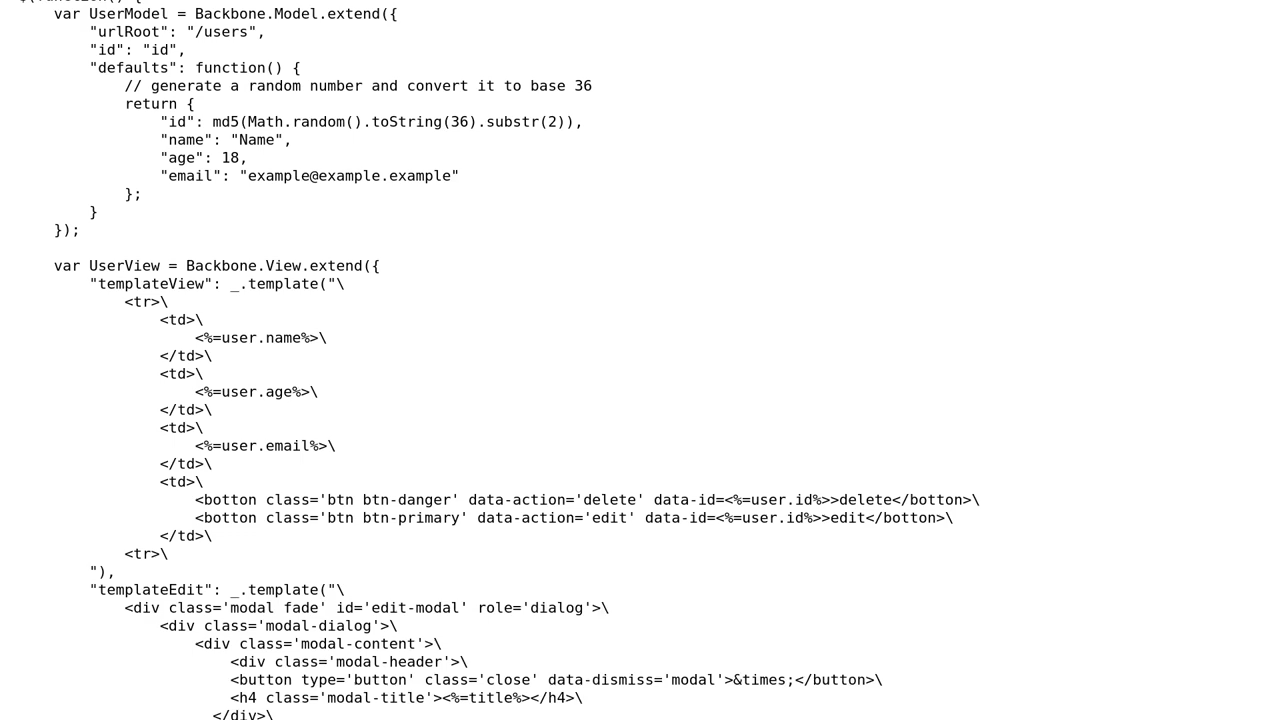 $(function() {
    var UserModel = Backbone.Model.extend({
        "urlRoot": "/users",
        "id": "id",
        "defaults": function() {
            // generate a random number and convert it to base 36
            return {
                "id": md5(Math.random().toString(36).substr(2)),
                "name": "Name",
                "age": 18,
                "email": "example@example.example"
            };
        }
    });

    var UserView = Backbone.View.extend({
        "templateView": _.template("\
            <tr>\
                <td>\
                    <%=user.name%>\
                </td>\
                <td>\
                    <%=user.age%>\
                </td>\
                <td>\
                    <%=user.email%>\
                </td>\
                <td>\
                    <botton class='btn btn-danger' data-action='delete' data-id=<%=user.id%>>delete</botton>\
                    <botton class='btn btn-primary' data-action='edit' data-id=<%=user.id%>>edit</botton>\
                </td>\
            <tr>\
        "),
        "templateEdit": _.template("\
            <div class='modal fade' id='edit-modal' role='dialog'>\
                <div class='modal-dialog'>\
                    <div class='modal-content'>\
                        <div class='modal-header'>\
                        <button type='button' class='close' data-dismiss='modal'>&times;</button>\
                        <h4 class='modal-title'><%=title%></h4>\
                      </div>\